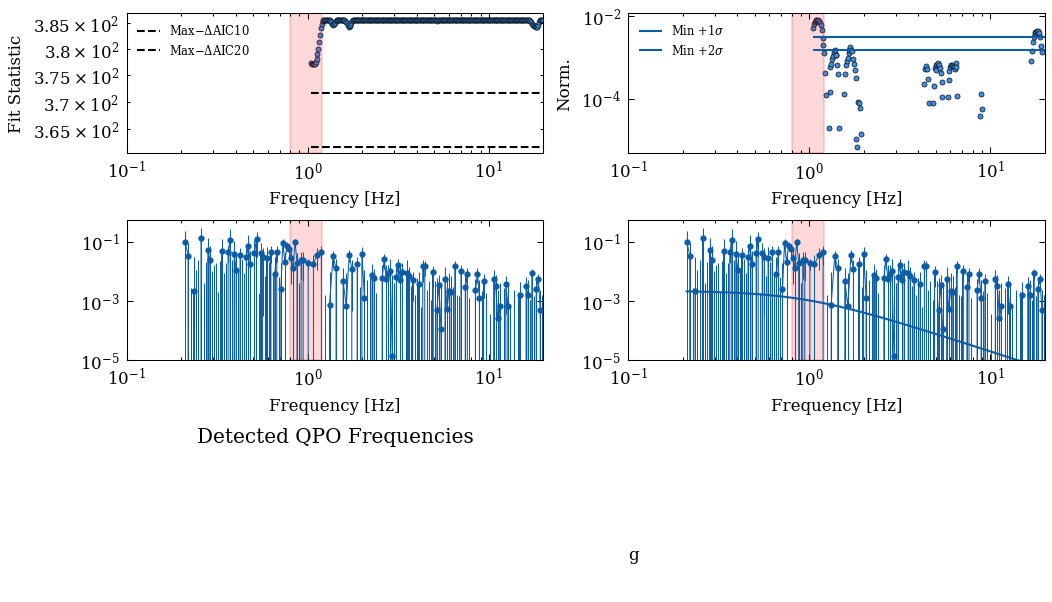 Fit Statistic
3.85 × 10²
3.8 × 10²
3.75 × 10²
3.7 × 10²
3.65 × 10²
Max−ΔAIC10
Max−ΔAIC20
10⁻¹ 10⁰ 10¹
Frequency [Hz]
Norm.
10⁻²
10⁻⁴
Min +1σ
Min +2σ
10⁻¹ 10⁰ 10¹
Frequency [Hz]
10⁻¹
10⁻³
10⁻⁵
10⁻¹ 10⁰ 10¹
Frequency [Hz]
10⁻¹
10⁻³
10⁻⁵
10⁻¹ 10⁰ 10¹
Frequency [Hz]
Detected QPO Frequencies
g